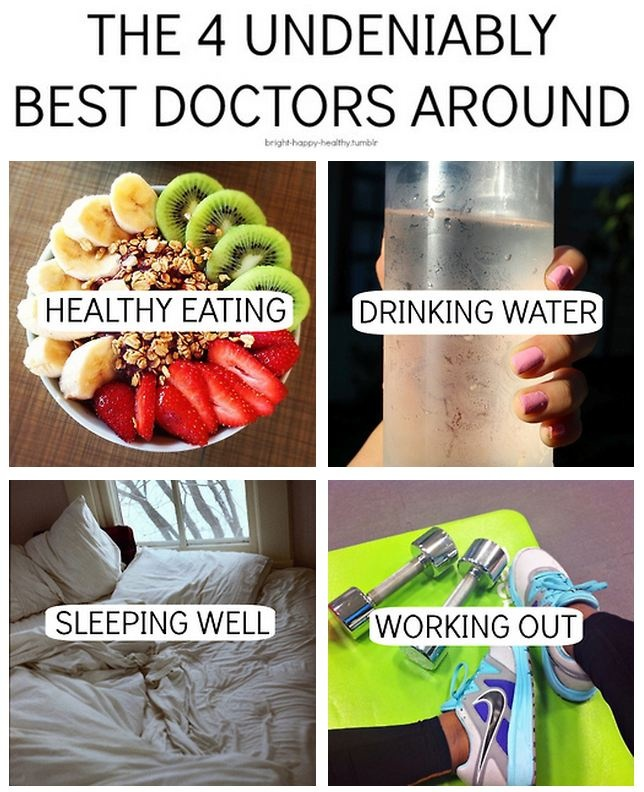 THE 4 UNDENIABLY
BEST DOCTORS AROUND
bright-happy-healthy.tumblr
HEALTHY EATING
DRINKING WATER
SLEEPING WELL
WORKING OUT